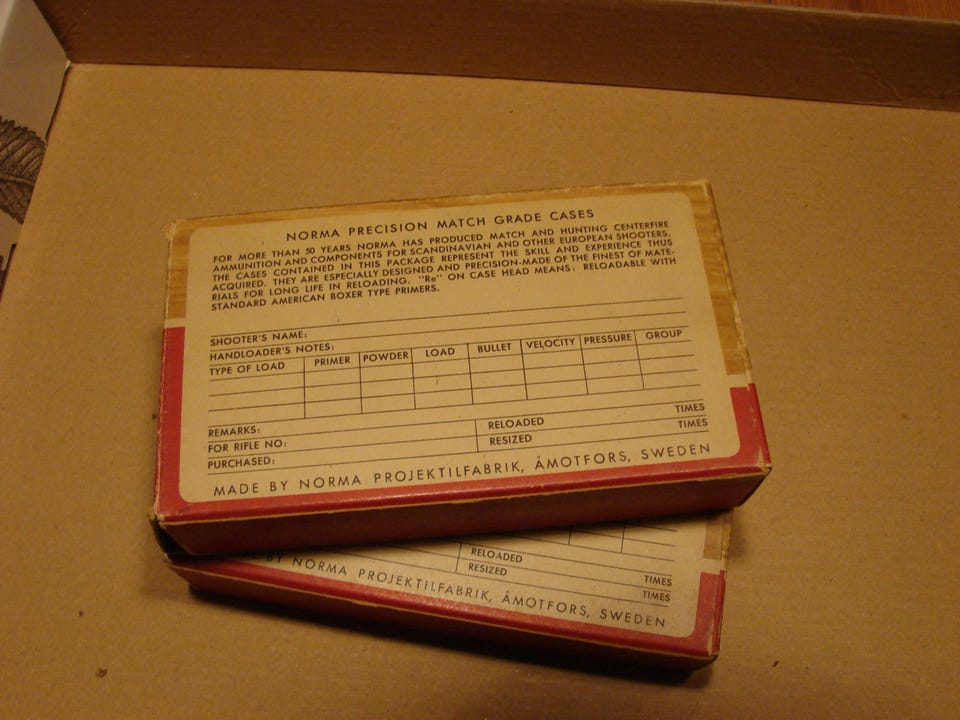 NORMA PRECISION MATCH GRADE CASES
FOR MORE THAN 50 YEARS NORMA HAS PRODUCED MATCH AND HUNTING CENTERFIRE
AMMUNITION AND COMPONENTS FOR SCANDINAVIAN AND OTHER EUROPEAN SHOOTERS.
THE CASES CONTAINED IN THIS PACKAGE REPRESENT THE SKILL AND EXPERIENCE THUS
ACQUIRED. THEY ARE ESPECIALLY DESIGNED AND PRECISION-MADE OF THE FINEST OF MATE-
RIALS FOR LONG LIFE IN RELOADING. "Re" ON CASE HEAD MEANS: RELOADABLE WITH
STANDARD AMERICAN BOXER TYPE PRIMERS.
SHOOTER'S NAME:
HANDLOADER'S NOTES:
TYPE OF LOAD PRIMER POWDER LOAD BULLET VELOCITY PRESSURE GROUP
REMARKS: RELOADED TIMES
FOR RIFLE NO: RESIZED TIMES
PURCHASED:
MADE BY NORMA PROJEKTILFABRIK, ÅMOTFORS, SWEDEN
RELOADED TIMES
RESIZED TIMES
BY NORMA PROJEKTILFABRIK, ÅMOTFORS, SWEDEN